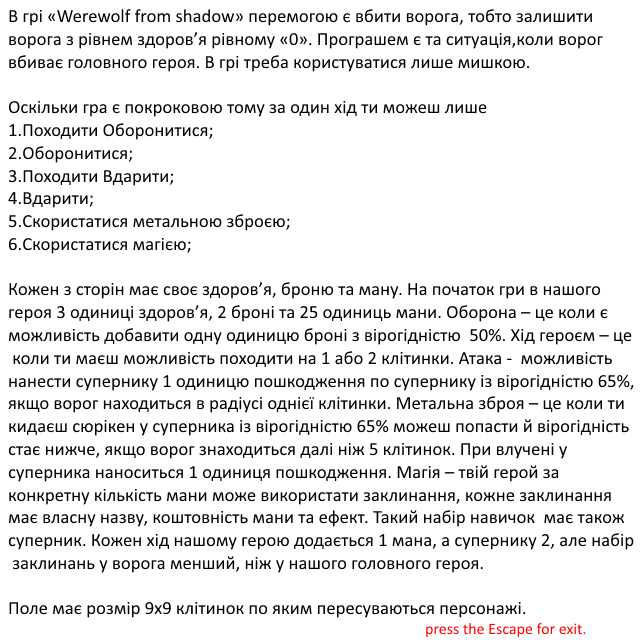 В грі «Werewolf from shadow» перемогою є вбити ворога, тобто залишити
ворога з рівнем здоров’я рівному «0». Програшем є та ситуація,коли ворог
вбиває головного героя. В грі треба користуватися лише мишкою.
Оскільки гра є покроковою тому за один хід ти можеш лише
1.Походити Оборонитися;
2.Оборонитися;
3.Походити Вдарити;
4.Вдарити;
5.Скористатися метальною зброєю;
6.Скористатися магією;
Кожен з сторін має своє здоров’я, броню та ману. На початок гри в нашого
героя 3 одиниці здоров’я, 2 броні та 25 одиниць мани. Оборона – це коли є
можливість добавити одну одиницю броні з вірогідністю  50%. Хід героєм – це
коли ти маєш можливість походити на 1 або 2 клітинки. Атака -  можливість
нанести супернику 1 одиницю пошкодження по супернику із вірогідністю 65%,
якщо ворог находиться в радіусі однієї клітинки. Метальна зброя – це коли ти
кидаєш сюрікен у суперника із вірогідністю 65% можеш попасти й вірогідність
стає нижче, якщо ворог знаходиться далі ніж 5 клітинок. При влучені у
суперника наноситься 1 одиниця пошкодження. Магія – твій герой за
конкретну кількість мани може використати заклинання, кожне заклинання
має власну назву, коштовність мани та ефект. Такий набір навичок  має також
суперник. Кожен хід нашому герою додається 1 мана, а супернику 2, але набір
заклинань у ворога менший, ніж у нашого головного героя.
Поле має розмір 9х9 клітинок по яким пересуваються персонажі.
press the Escape for exit.